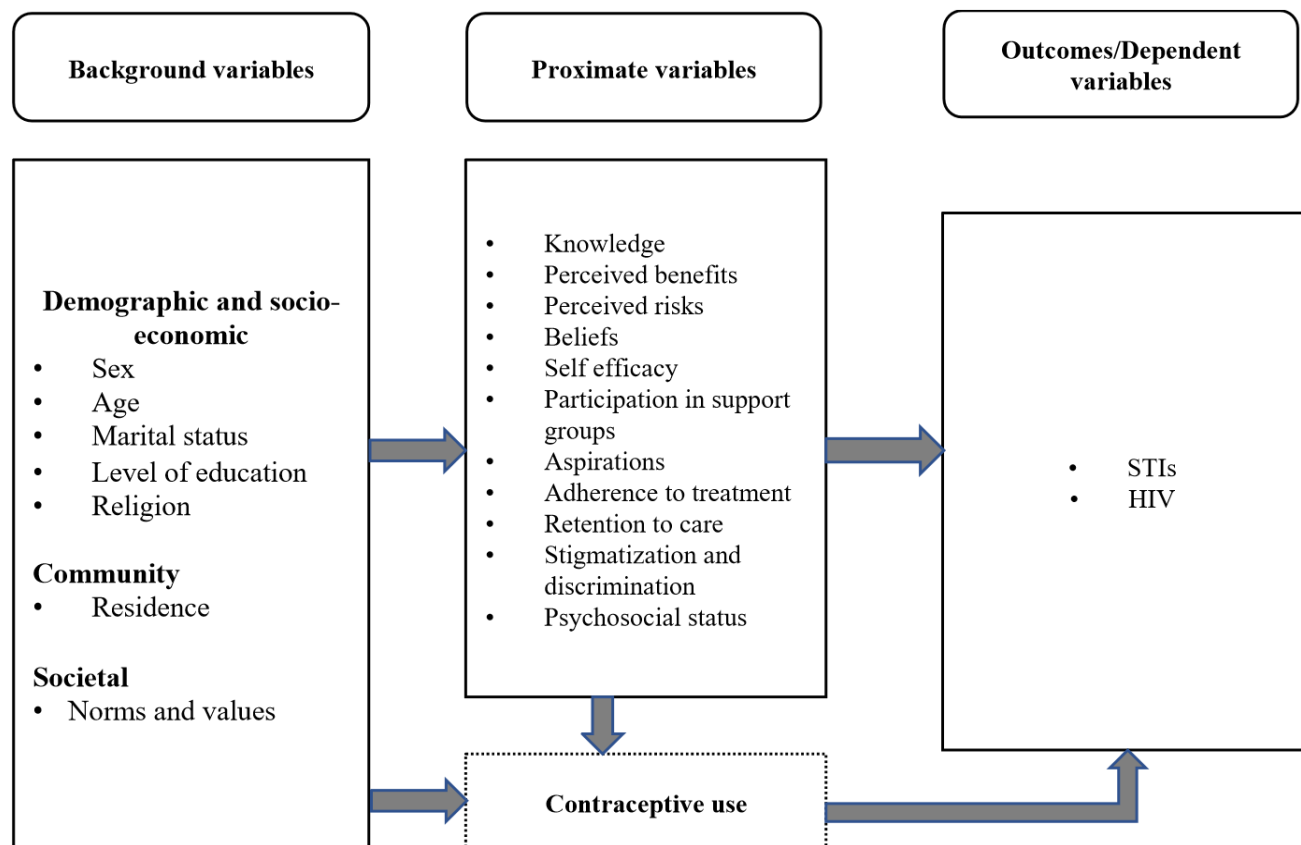 Background variables
Proximate variables
Outcomes/Dependent
variables
Demographic and socio-
economic
• Sex
• Age
• Marital status
• Level of education
• Religion
Community
• Residence
Societal
• Norms and values
• Knowledge
• Perceived benefits
• Perceived risks
• Beliefs
• Self efficacy
• Participation in support
groups
• Aspirations
• Adherence to treatment
• Retention to care
• Stigmatization and
discrimination
• Psychosocial status
Contraceptive use
• STIs
• HIV